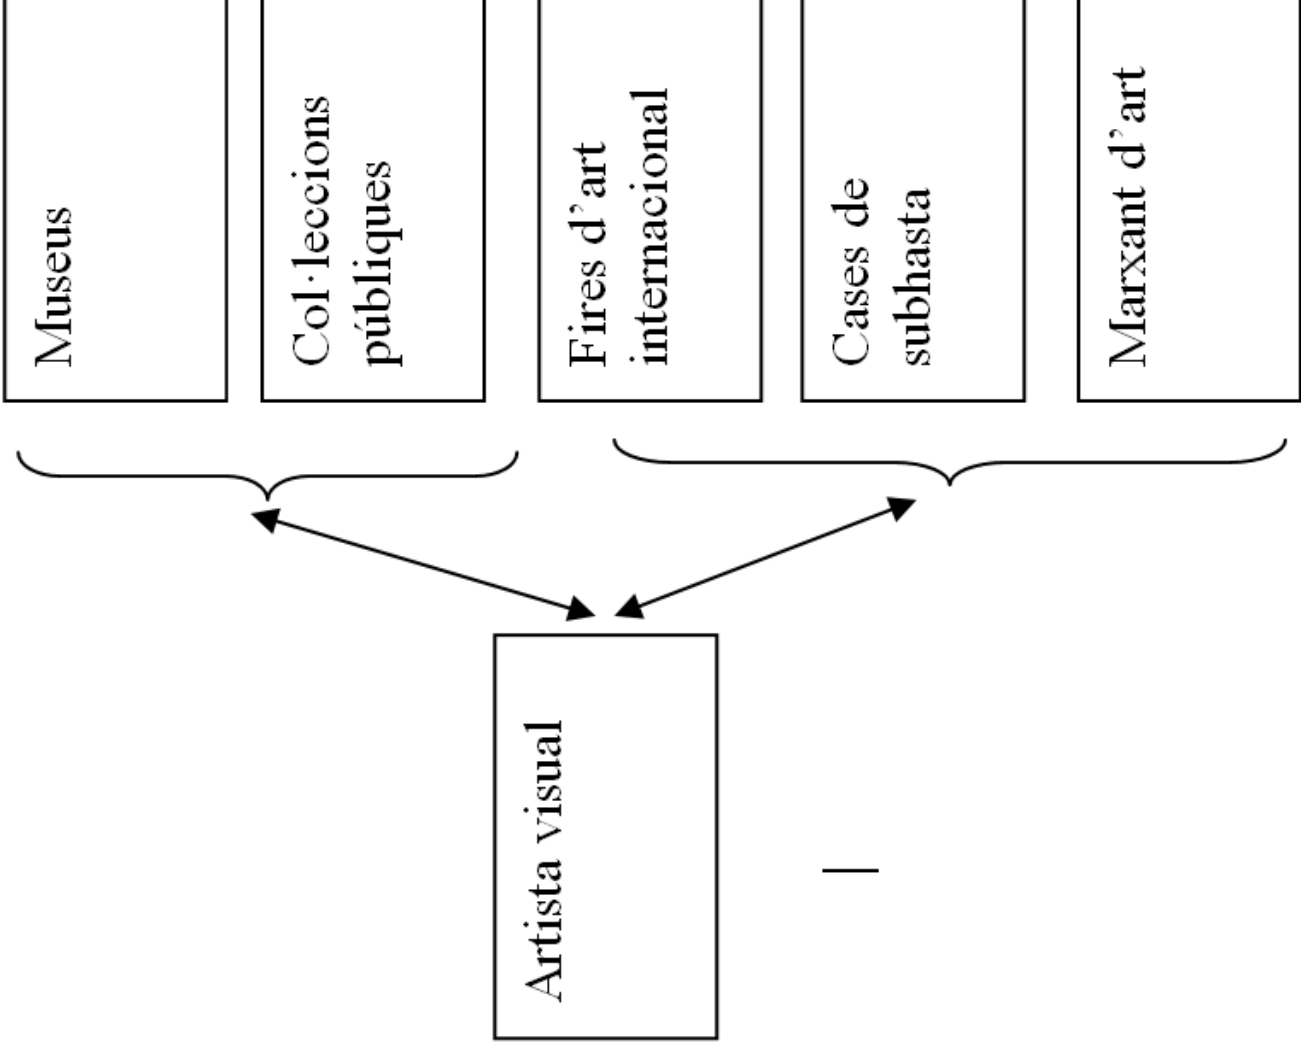 Museus
Col·leccions
públiques
Fires d’art
internacional
Cases de
subhasta
Marxant d’art
Artista visual